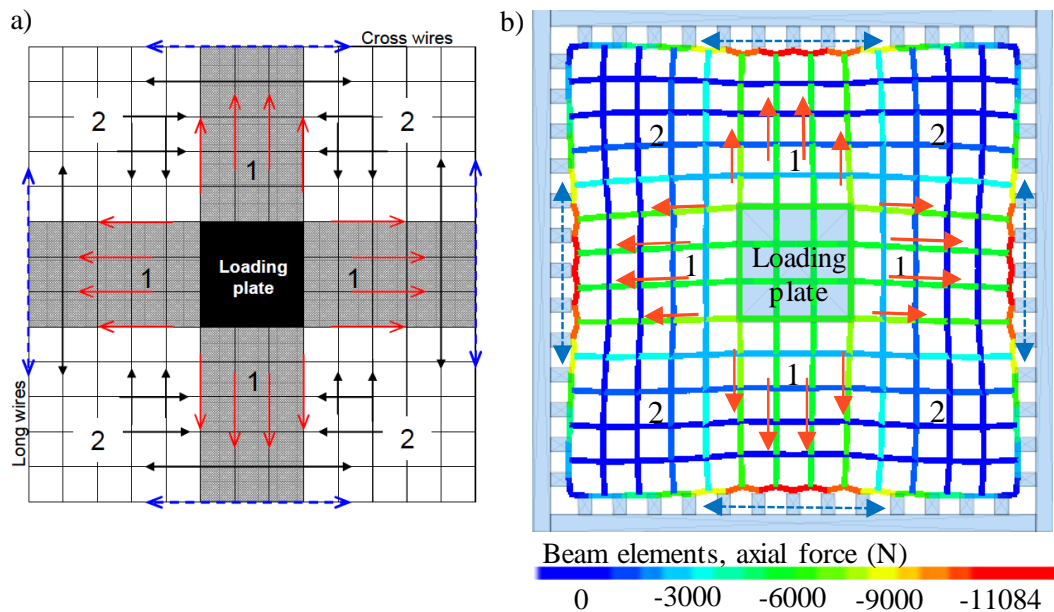 a)
Cross wires
2
2
1
1
Loading
plate
1
1
2
2
Long wires
b)
2
1
2
1
Loading
plate
1
1
2
2
Beam elements, axial force (N)
0 -3000 -6000 -9000 -11084